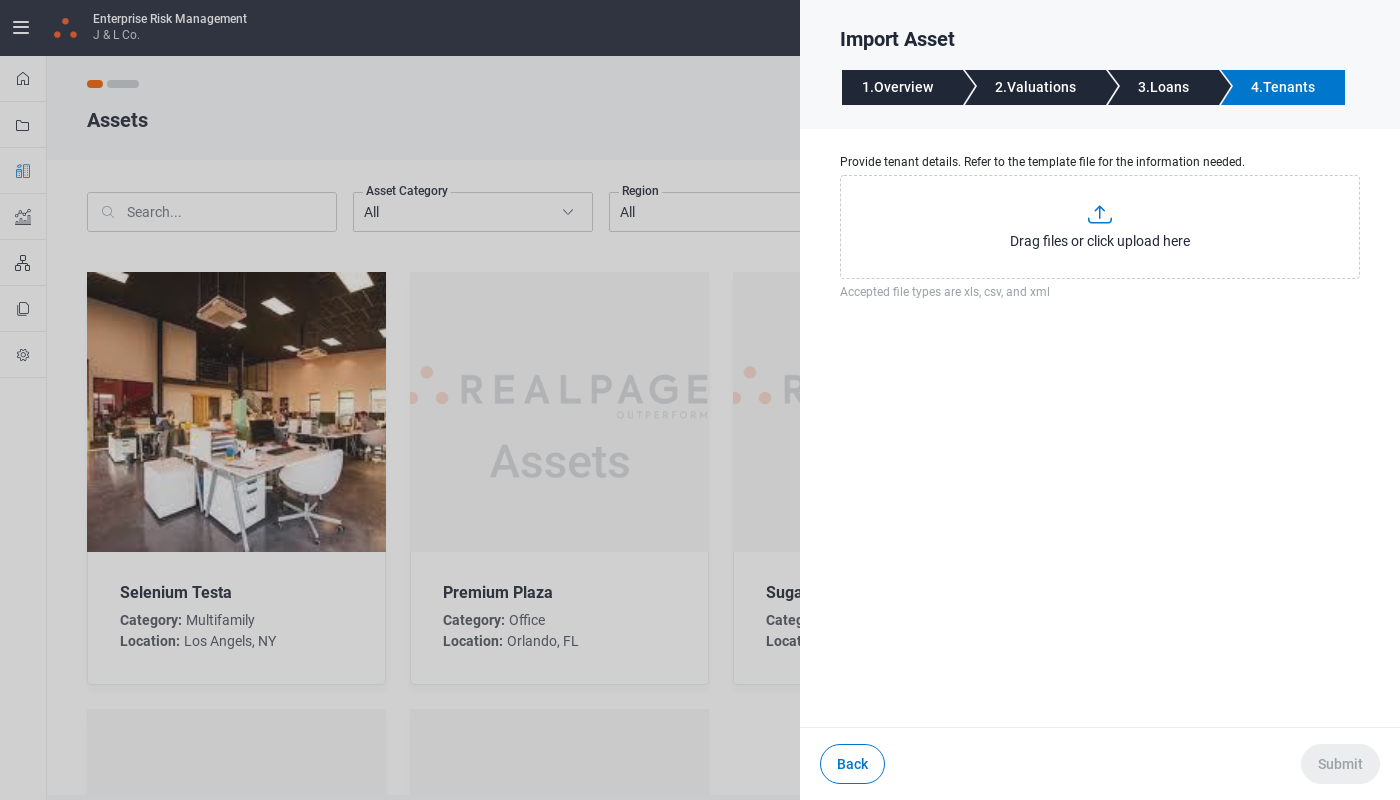 Enterprise Risk Management
J & L Co.
Assets
Search...
Asset Category
All
Region
All
REALPAGE
OUTPERFORM
Assets
R
Selenium Testa
Category: Multifamily
Location: Los Angels, NY
Premium Plaza
Category: Office
Location: Orlando, FL
Suga
Categ
Locat
Import Asset
1.Overview
2.Valuations
3.Loans
4.Tenants
Provide tenant details. Refer to the template file for the information needed.
Drag files or click upload here
Accepted file types are xls, csv, and xml
Back
Submit